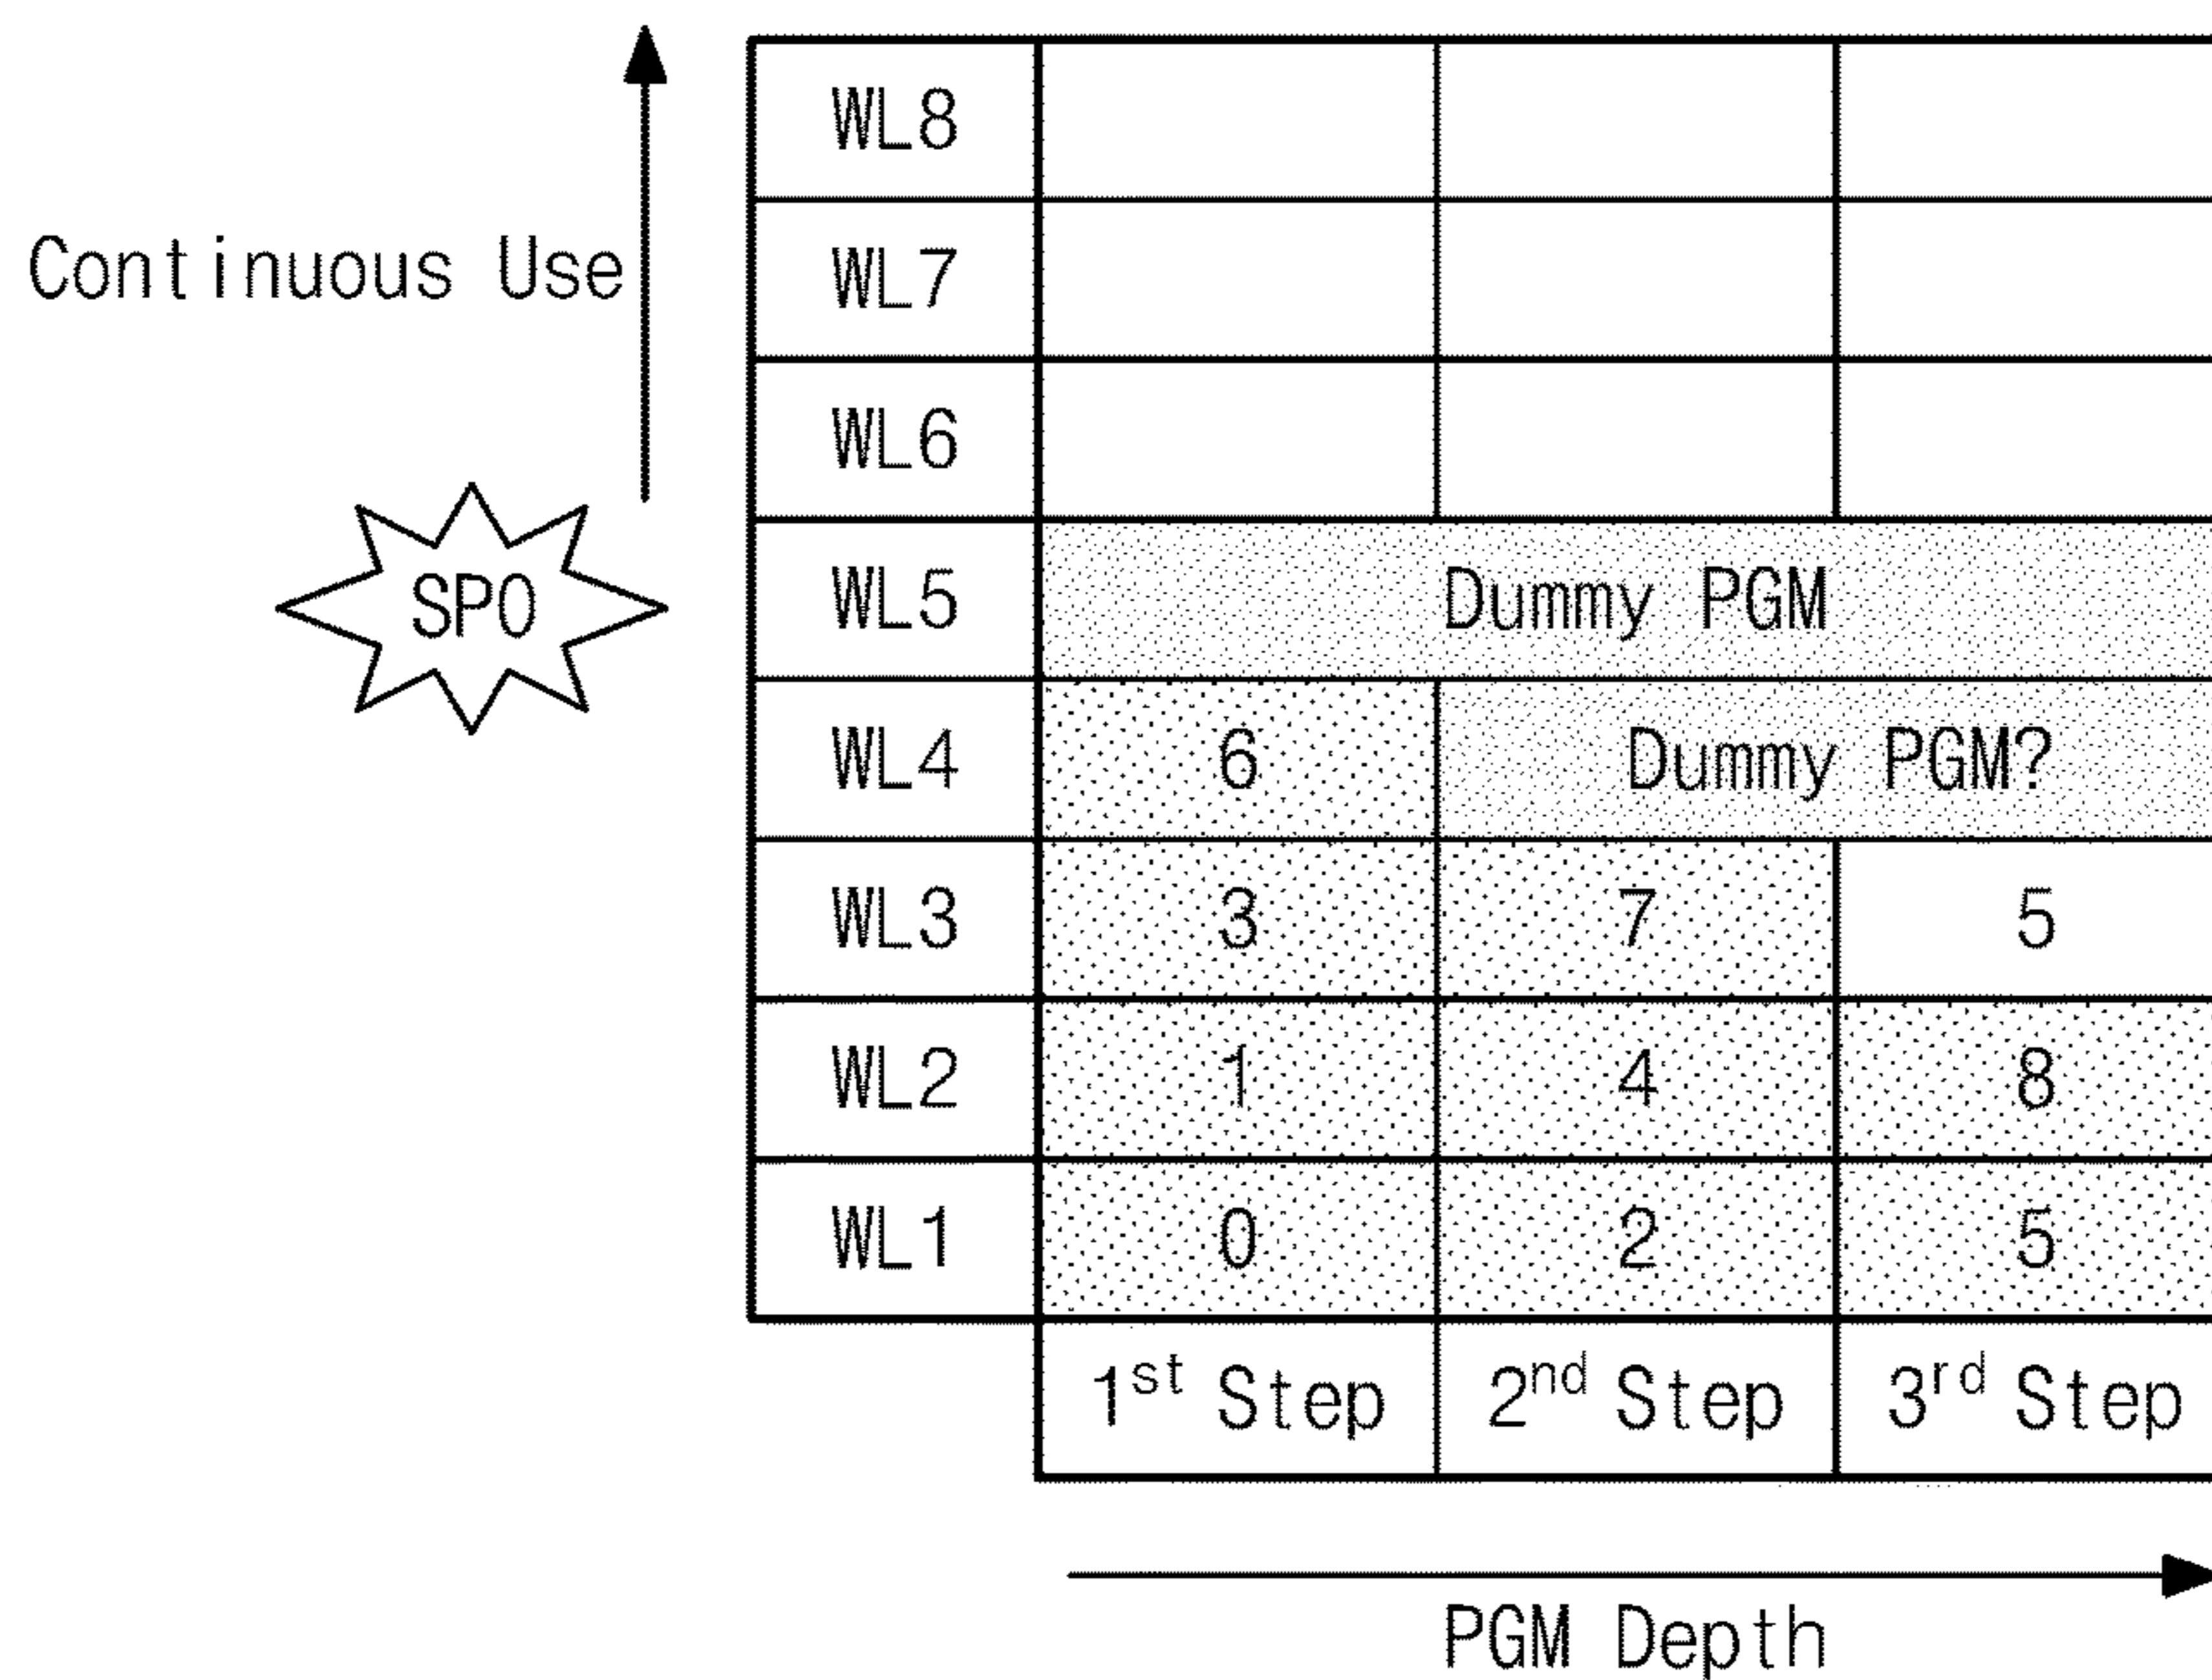 WL8
Continuous Use
WL7
WL6
SPO
WL5 Dummy PGM
WL4 6 Dummy PGM?
WL3 3 7 5
WL2 1 4 8
WL1 0 2 5
1st Step 2nd Step 3rd Step
PGM Depth